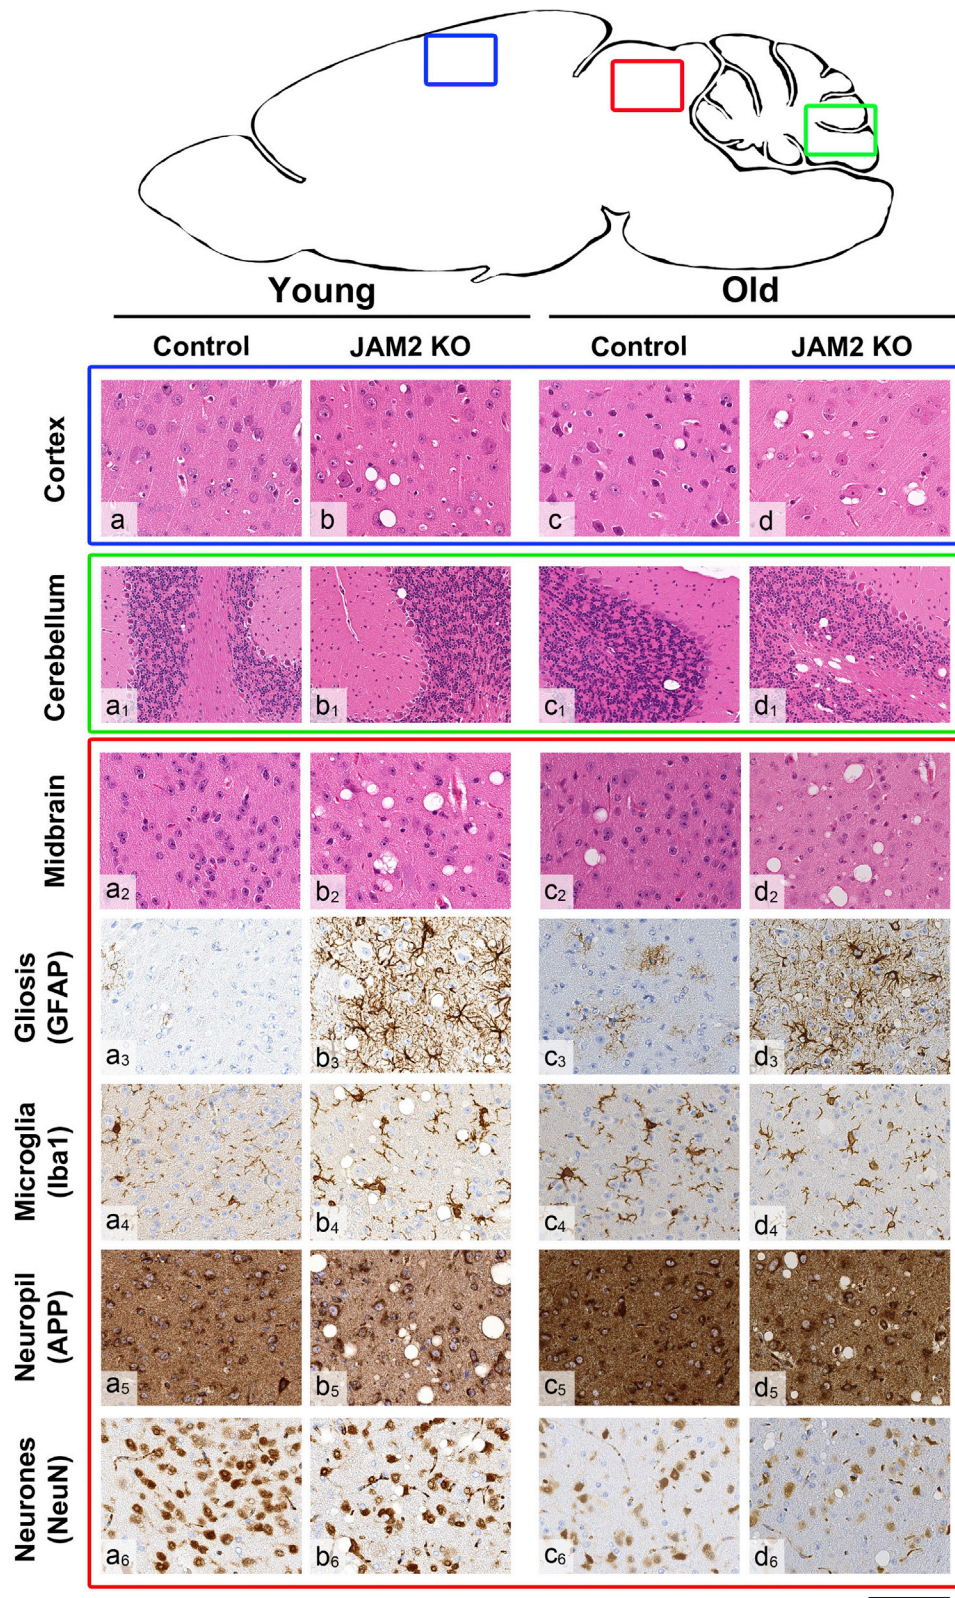 Young Old
Control JAM2 KO Control JAM2 KO
Cortex
a b c d
Cerebellum
a1 b1 c1 d1
Midbrain
a2 b2 c2 d2
Gliosis
(GFAP)
a3 b3 c3 d3
Microglia
(Iba1)
a4 b4 c4 d4
Neuropil
(APP)
a5 b5 c5 d5
Neurones
(NeuN)
a6 b6 c6 d6